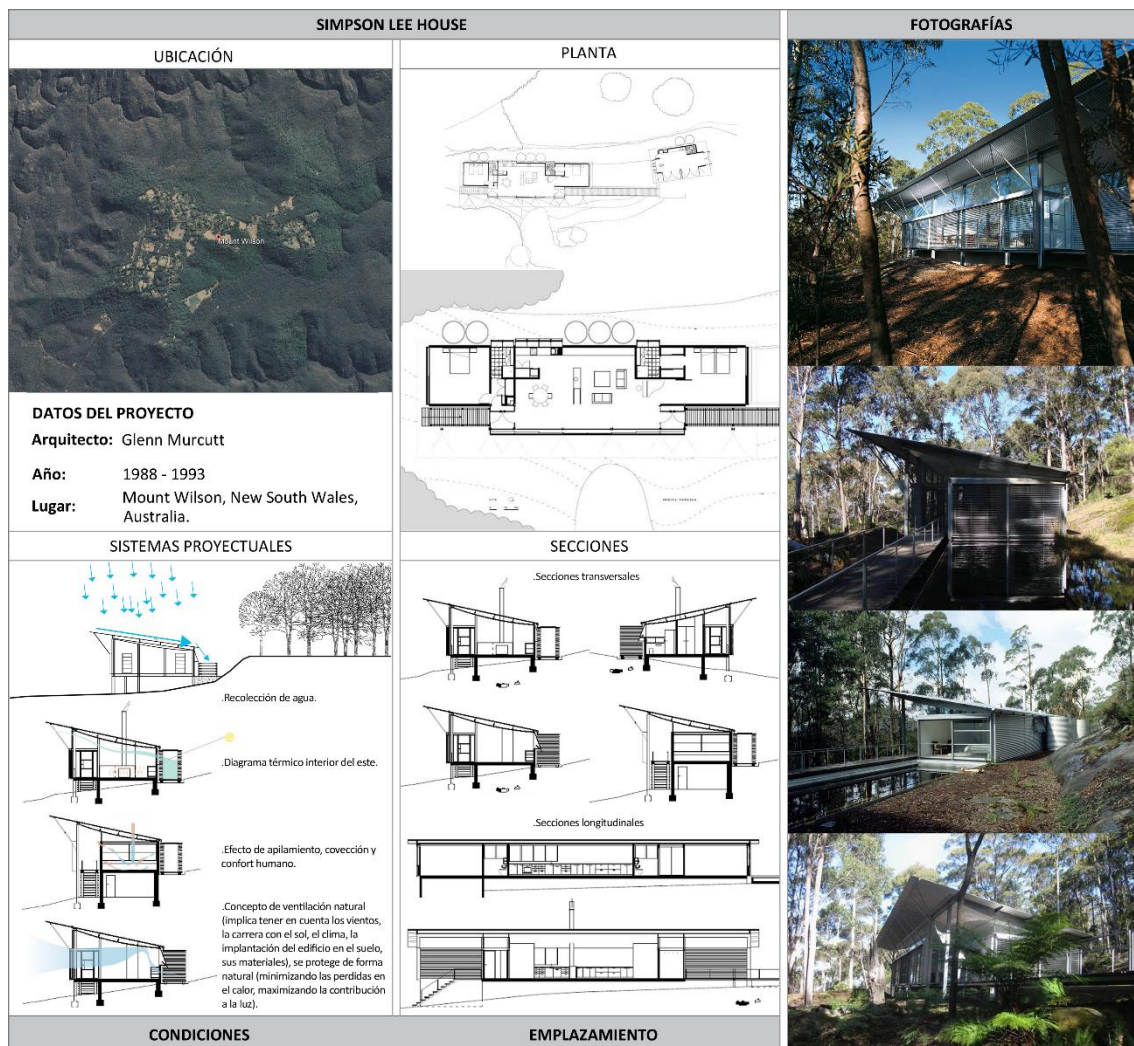 SIMPSON LEE HOUSE
FOTOGRAFÍAS
UBICACIÓN
PLANTA
Mount Wilson
DATOS DEL PROYECTO
Arquitecto: Glenn Murcutt
Año: 1988 - 1993
Lugar: Mount Wilson, New South Wales,
Australia.
SISTEMAS PROYECTUALES
.Recolección de agua.
.Diagrama térmico interior del este.
.Efecto de apilamiento, covección y
confort humano.
.Concepto de ventilación natural
(implica tener en cuenta los vientos,
la carrera con el sol, el clima, la
implantación del edificio en el suelo,
sus materiales), se protege de forma
natural (minimizando las perdidas en
el calor, maximizando la contribución
a la luz).
SECCIONES
.Secciones transversales
.Secciones longitudinales
CONDICIONES
EMPLAZAMIENTO